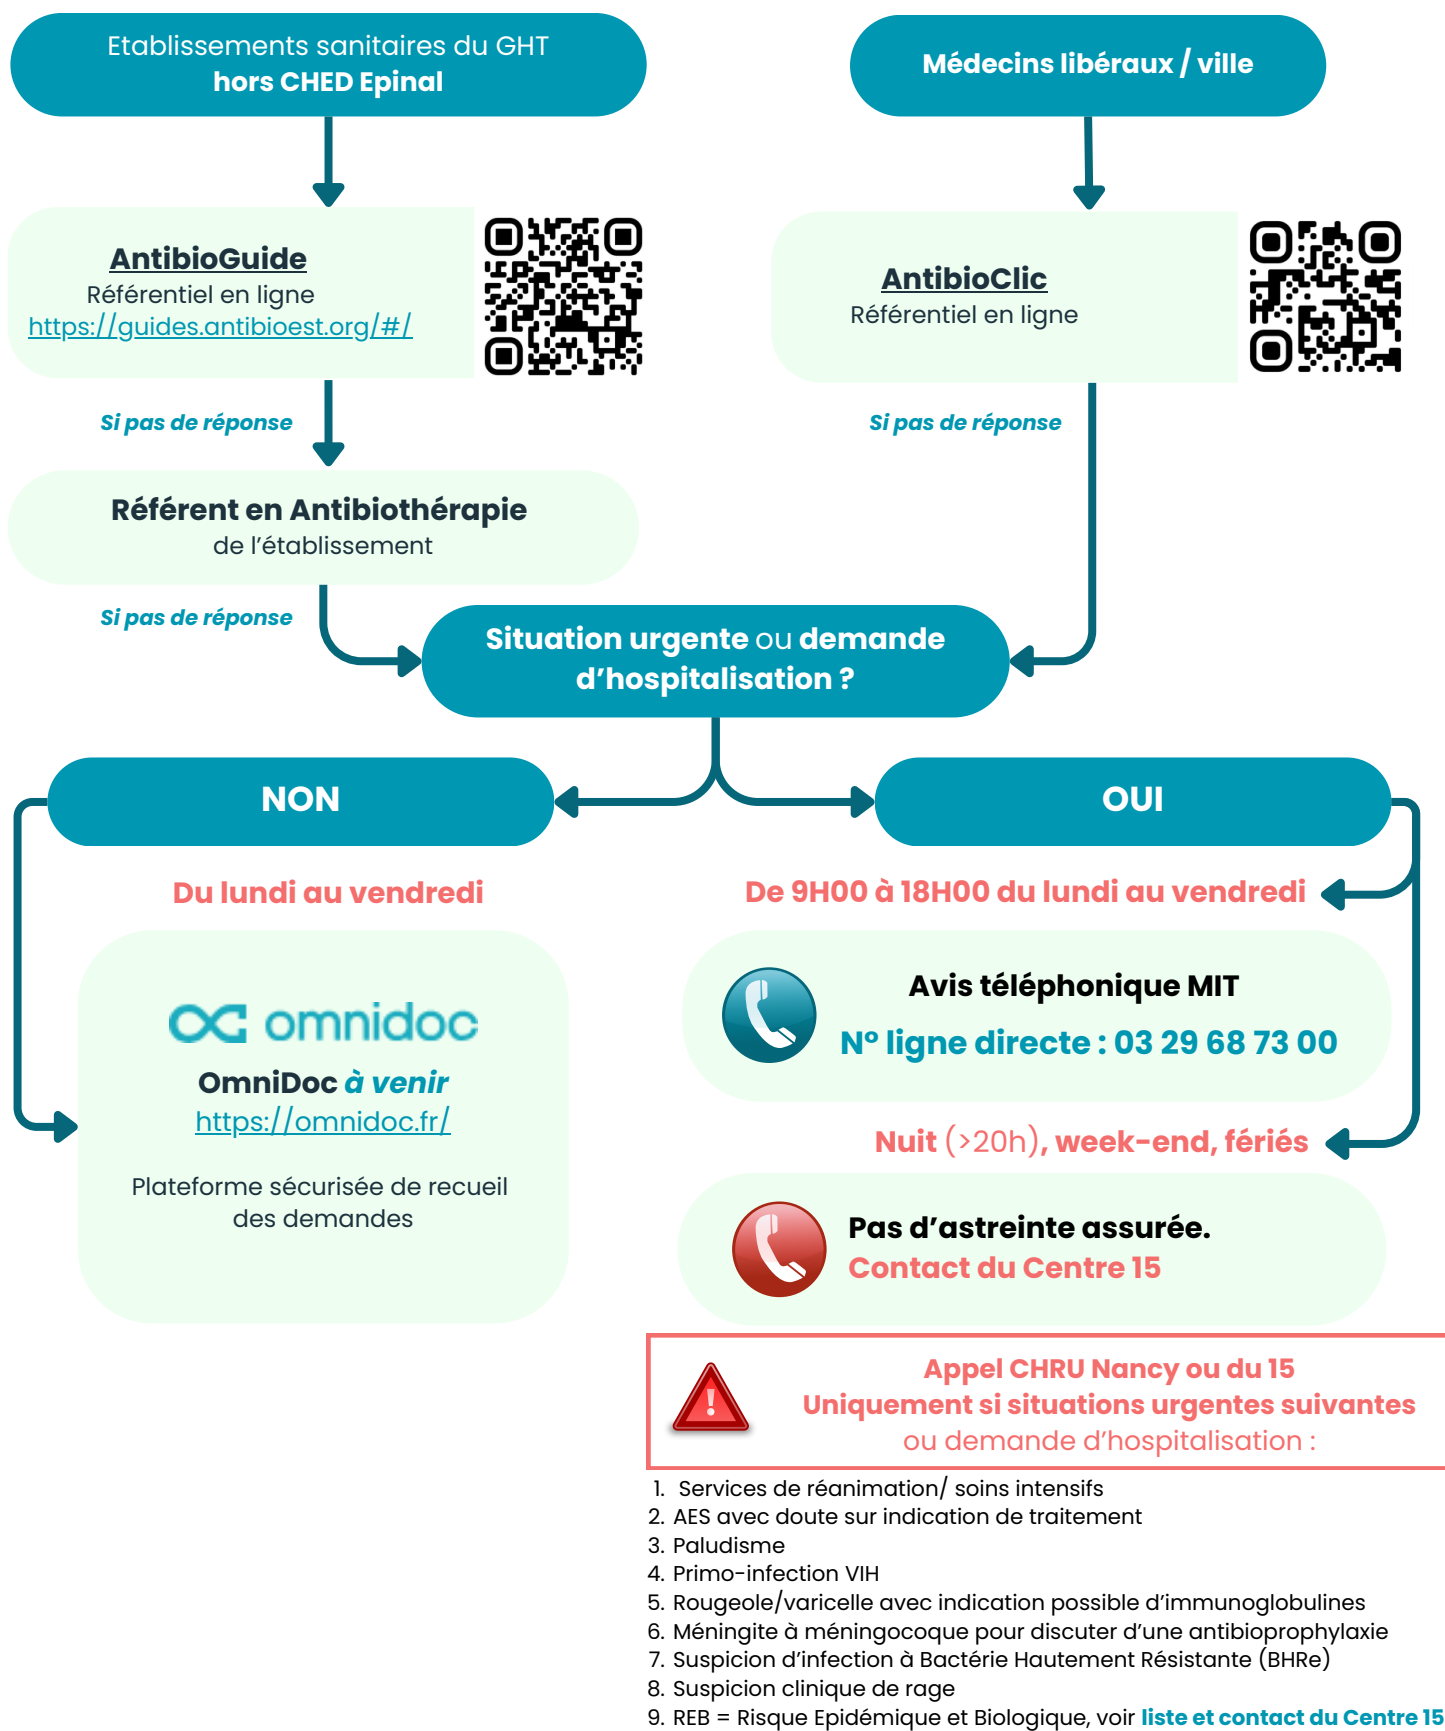 Etablissements sanitaires du GHT
hors CHED Epinal
Médecins libéraux / ville
AntibioGuide
Référentiel en ligne
https://guides.antibioest.org/#/
AntibioClic
Référentiel en ligne
Si pas de réponse
Si pas de réponse
Référent en Antibiothérapie
de l'établissement
Si pas de réponse
Situation urgente ou demande
d'hospitalisation ?
NON
OUI
Du lundi au vendredi
omnidoc
OmniDoc à venir
https://omnidoc.fr/
Plateforme sécurisée de recueil
des demandes
De 9H00 à 18H00 du lundi au vendredi
Avis téléphonique MIT
N° ligne directe : 03 29 68 73 00
Nuit (>20h), week-end, fériés
Pas d'astreinte assurée.
Contact du Centre 15
Appel CHRU Nancy ou du 15
Uniquement si situations urgentes suivantes
ou demande d'hospitalisation :
1. Services de réanimation/ soins intensifs
2. AES avec doute sur indication de traitement
3. Paludisme
4. Primo-infection VIH
5. Rougeole/varicelle avec indication possible d'immunoglobulines
6. Méningite à méningocoque pour discuter d'une antibioprophylaxie
7. Suspicion d'infection à Bactérie Hautement Résistante (BHRe)
8. Suspicion clinique de rage
9. REB = Risque Epidémique et Biologique, voir liste et contact du Centre 15